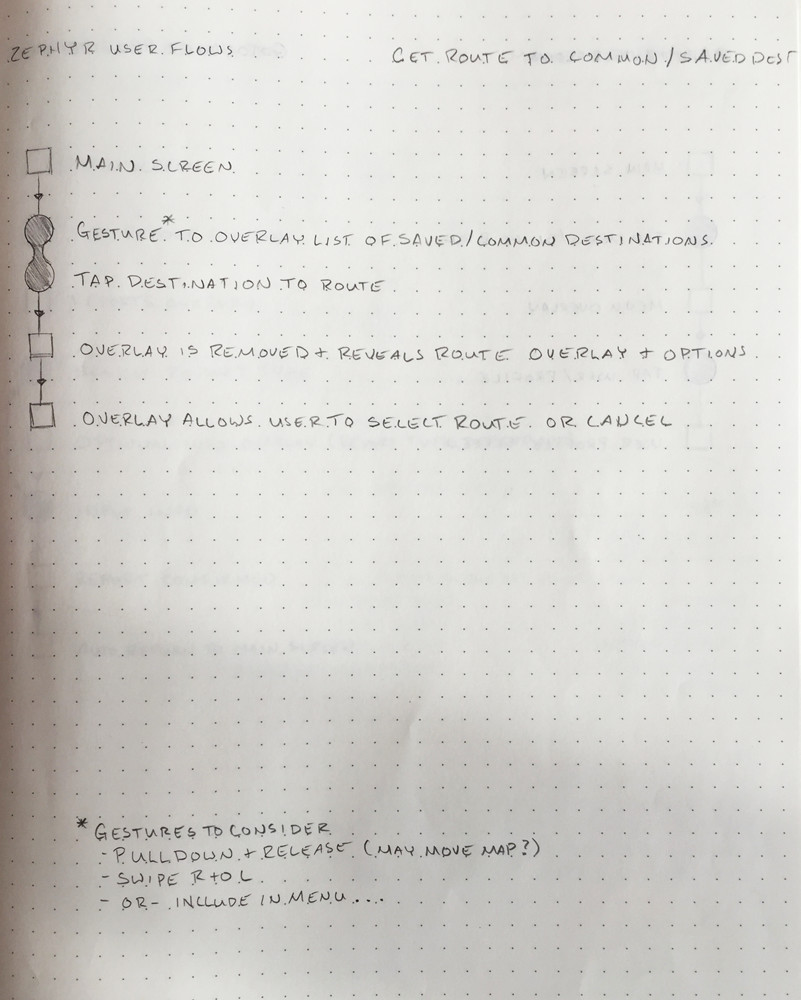 ZEPHYR USER FLOWS
GET ROUTE TO COMMON/SAVED DEST
MAIN SCREEN
GESTURE* TO OVERLAY LIST OF SAVED/COMMON DESTINATIONS.
TAP DESTINATION TO ROUTE
OVERLAY IS REMOVED + REVEALS ROUTE OVERLAY + OPTIONS
OVERLAY ALLOWS USER TO SELECT ROUTE OR CANCEL
* GESTURES TO CONSIDER
- PULL DOWN + RELEASE (MAY MOVE MAP?)
- SWIPE R to L
- OR - INCLUDE IN MENU....